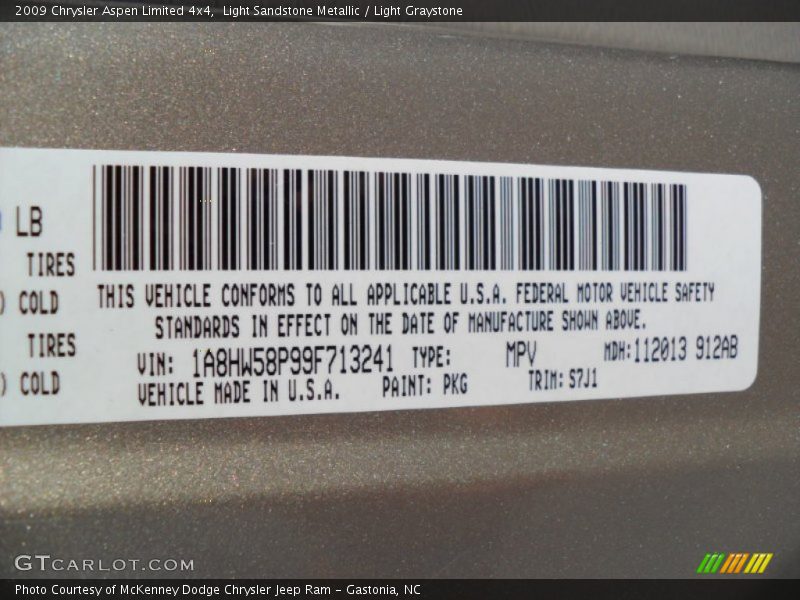 2009 Chrysler Aspen Limited 4x4, Light Sandstone Metallic / Light Graystone
LB
TIRES
) COLD
TIRES
) COLD
THIS VEHICLE CONFORMS TO ALL APPLICABLE U.S.A. FEDERAL MOTOR VEHICLE SAFETY
STANDARDS IN EFFECT ON THE DATE OF MANUFACTURE SHOWN ABOVE.
VIN: 1A8HW58P99F713241 TYPE: MPV MDH: 112013 912AB
VEHICLE MADE IN U.S.A. PAINT: PKG TRIM: S7J1
GTCARLOT.COM
Photo Courtesy of McKenney Dodge Chrysler Jeep Ram - Gastonia, NC